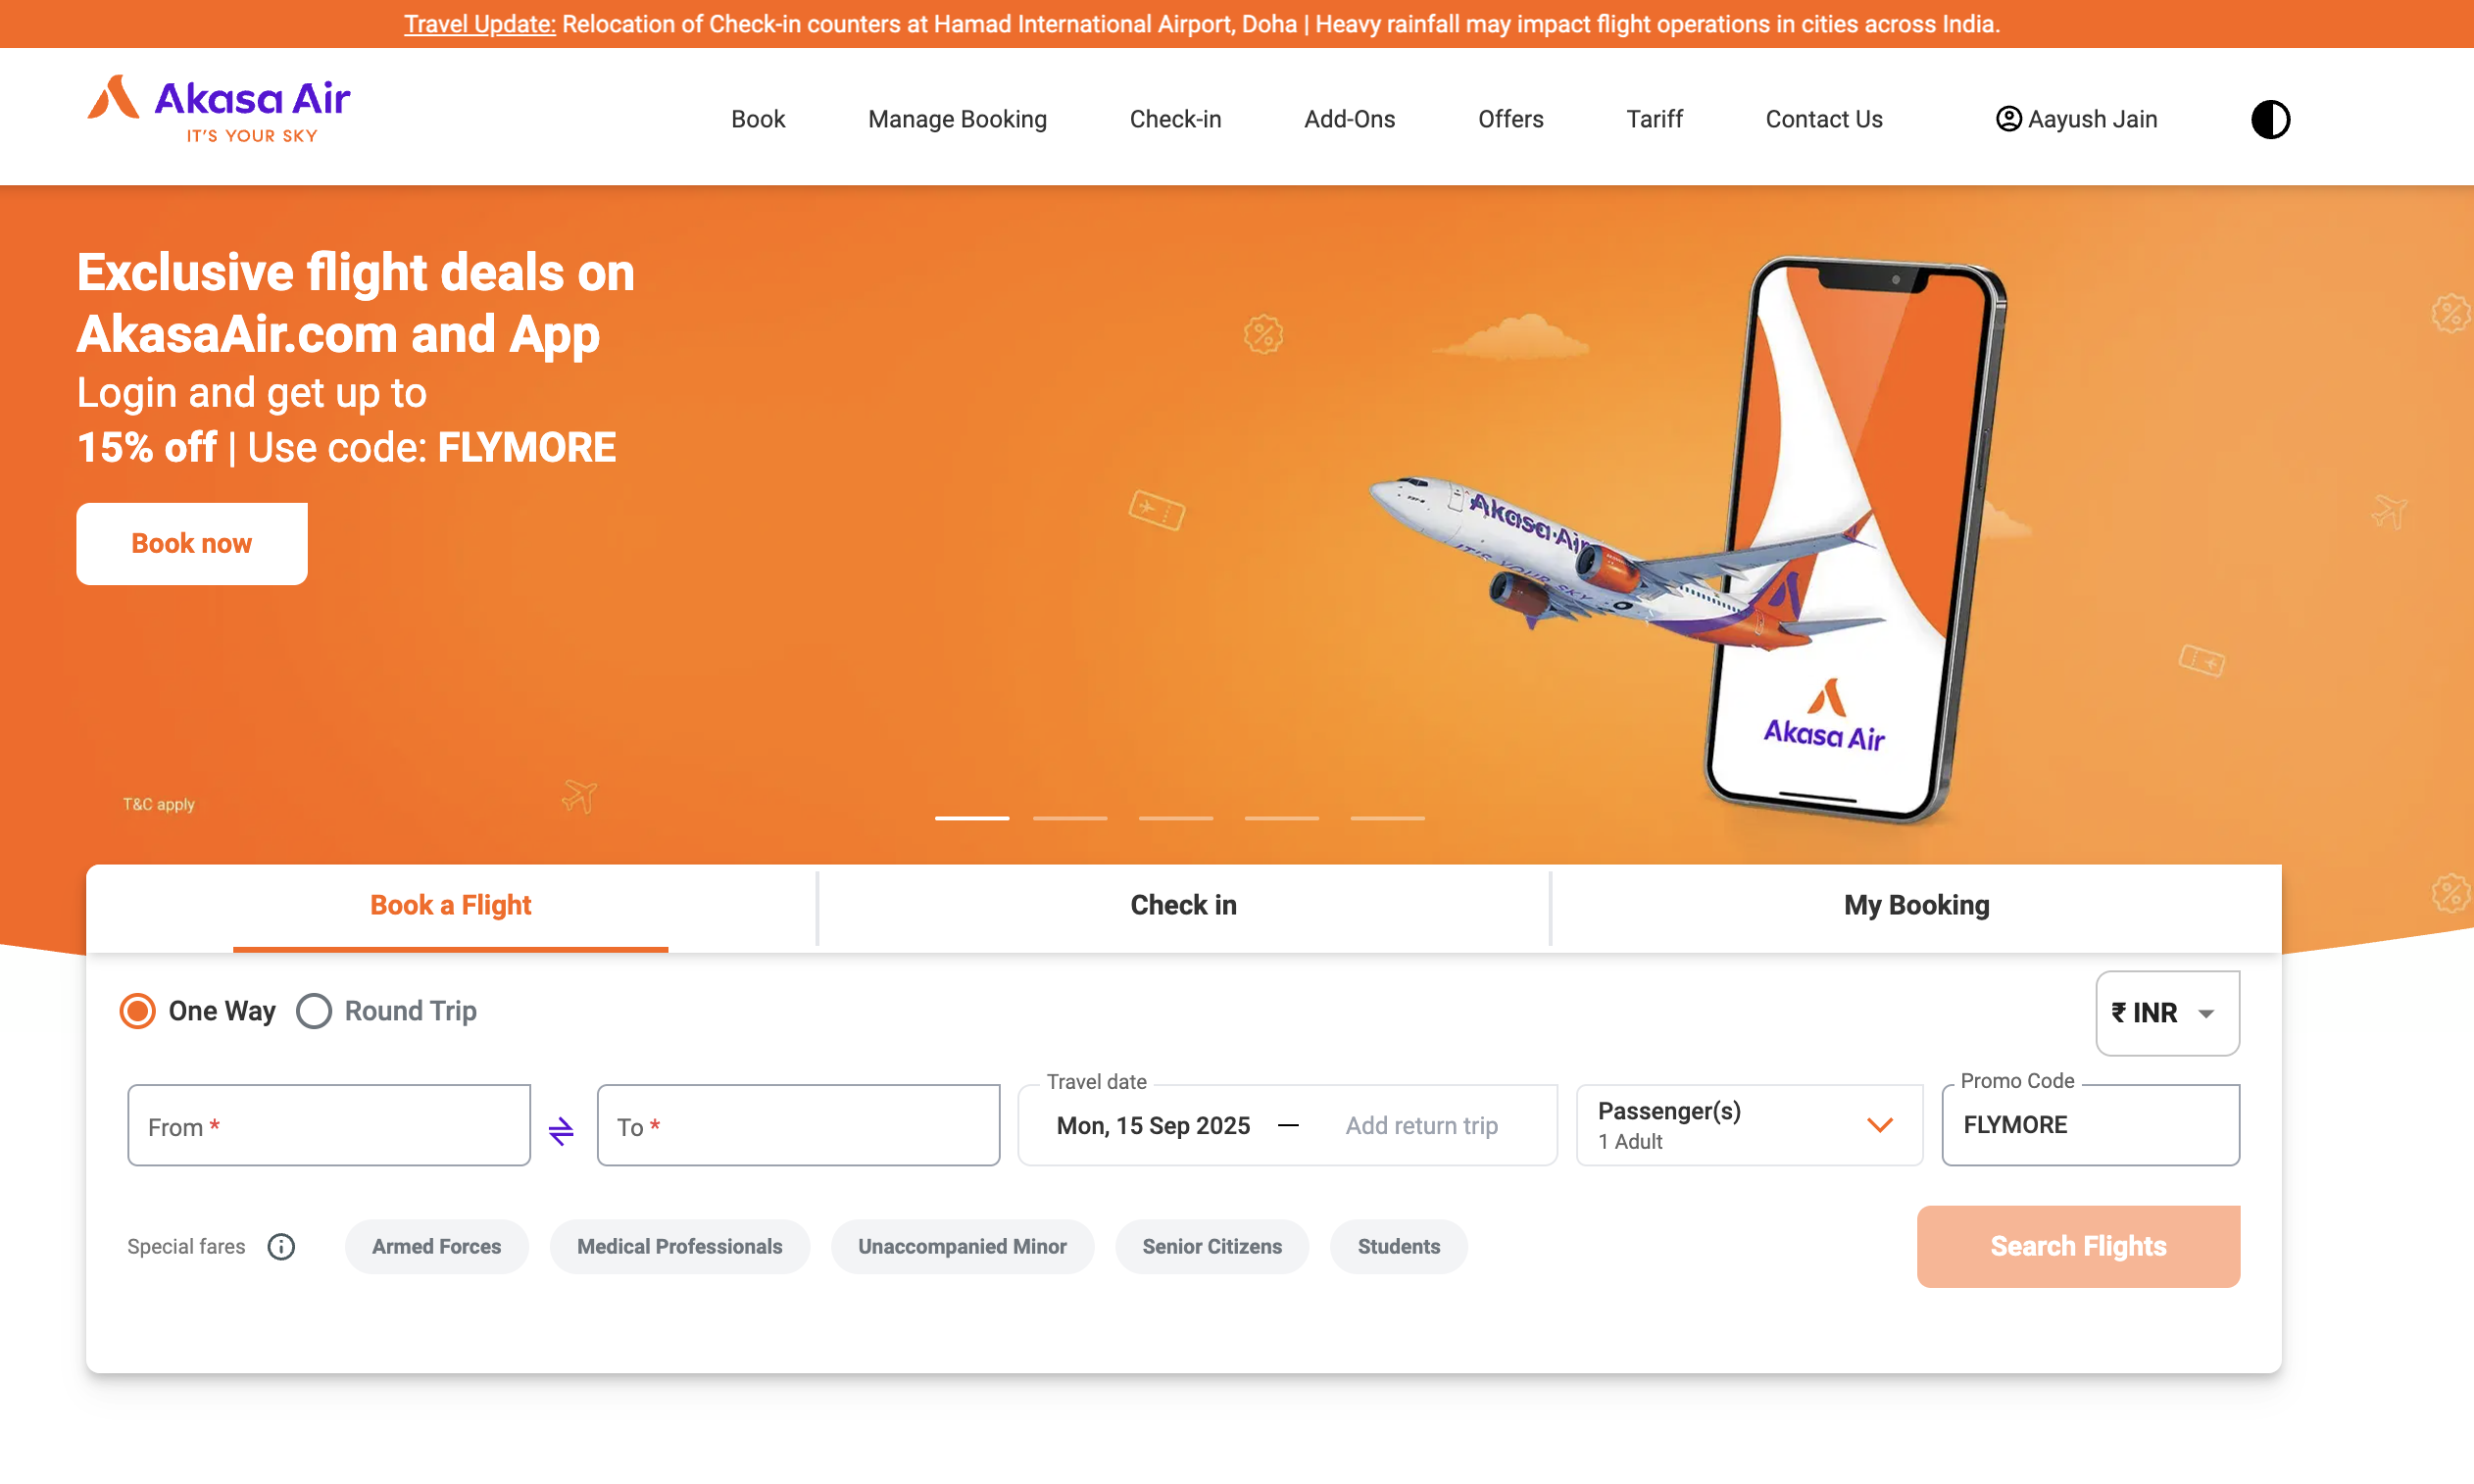 Travel Update: Relocation of Check-in counters at Hamad International Airport, Doha | Heavy rainfall may impact flight operations in cities across India.
Akasa Air
IT'S YOUR SKY
Book
Manage Booking
Check-in
Add-Ons
Offers
Tariff
Contact Us
Aayush Jain
Exclusive flight deals on
AkasaAir.com and App
Login and get up to
15% off | Use code: FLYMORE
Book now
Akasa Air
IT'S YOUR SKY
Akasa Air
T&C apply
Book a Flight
Check in
My Booking
One Way
Round Trip
₹ INR
From *
To *
Travel date
Mon, 15 Sep 2025 — Add return trip
Passenger(s)
1 Adult
Promo Code
FLYMORE
Special fares
Armed Forces
Medical Professionals
Unaccompanied Minor
Senior Citizens
Students
Search Flights